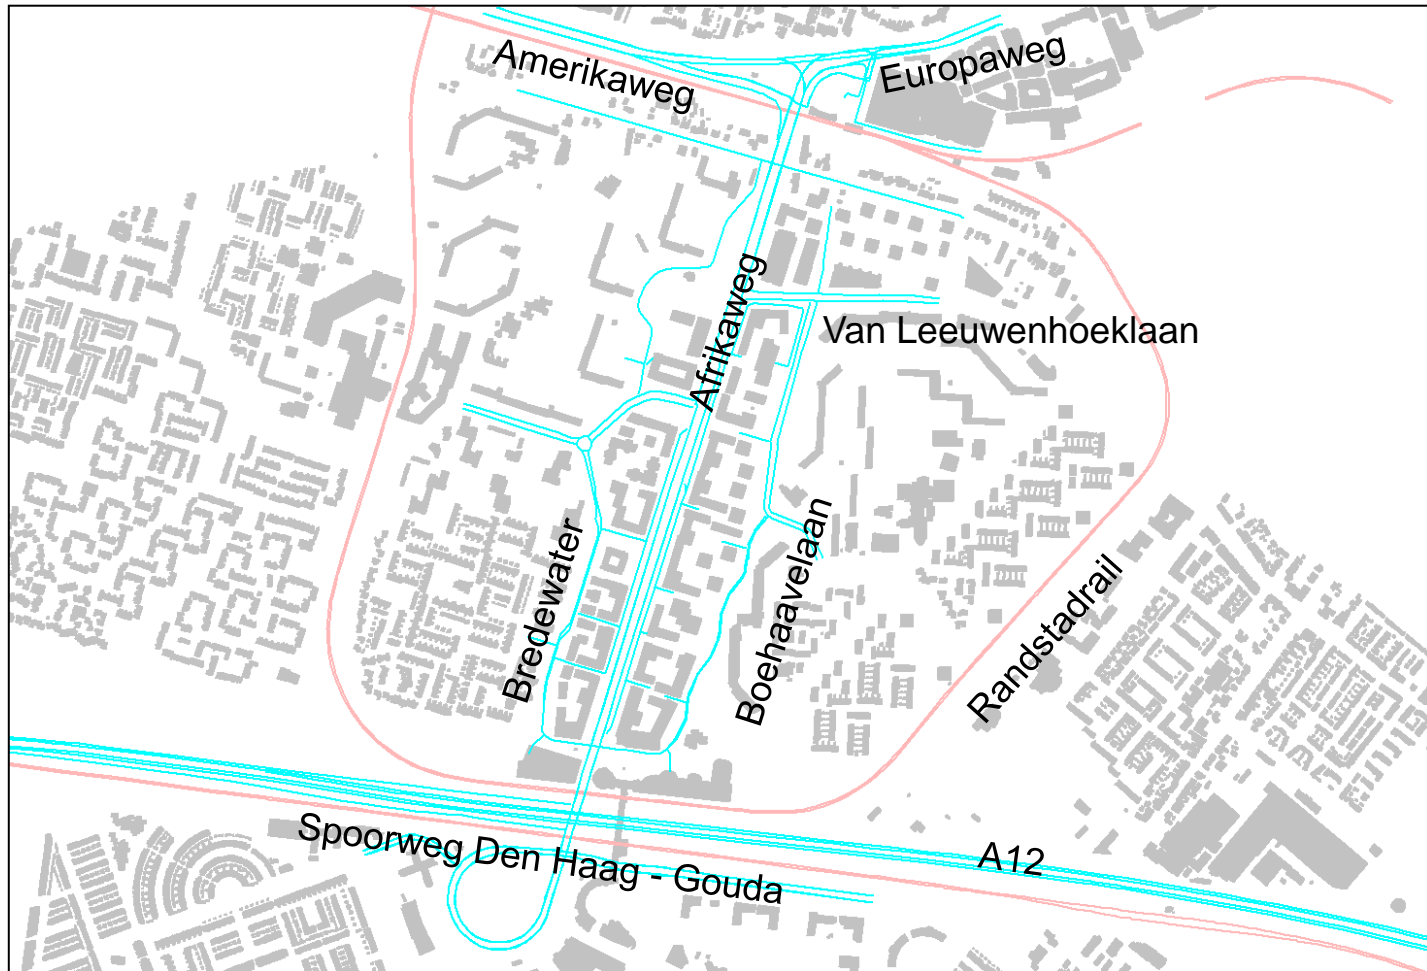 Amerikaweg
Europaweg
Afrikaweg
Van Leeuwenhoeklaan
Bredewater
Boehaavelaan
Randstadrail
Spoorweg Den Haag - Gouda
A12